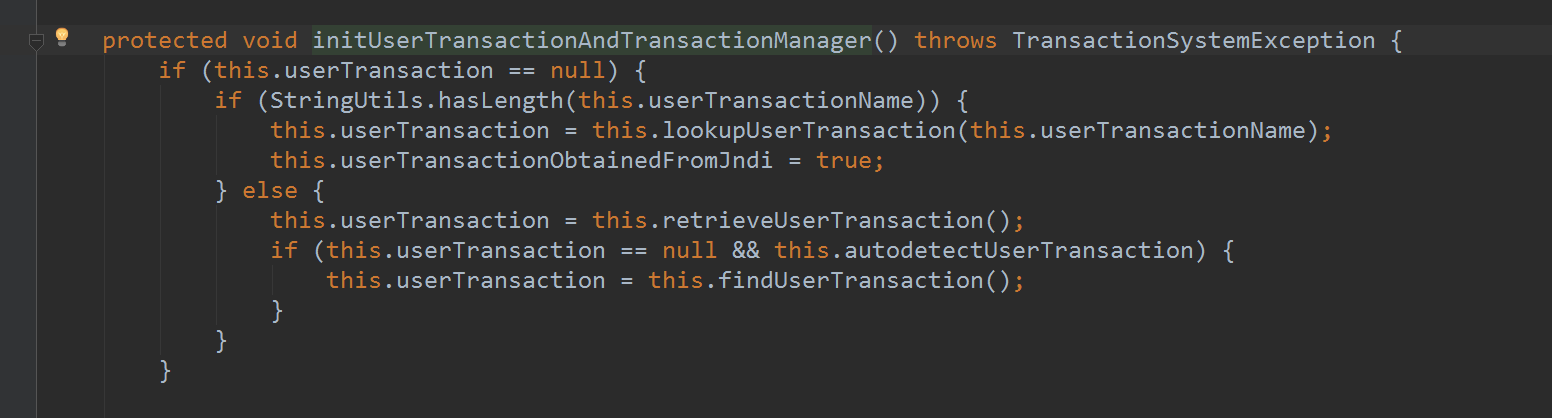 protected void initUserTransactionAndTransactionManager() throws TransactionSystemException {
    if (this.userTransaction == null) {
        if (StringUtils.hasLength(this.userTransactionName)) {
            this.userTransaction = this.lookupUserTransaction(this.userTransactionName);
            this.userTransactionObtainedFromJndi = true;
        } else {
            this.userTransaction = this.retrieveUserTransaction();
            if (this.userTransaction == null && this.autodetectUserTransaction) {
                this.userTransaction = this.findUserTransaction();
            }
        }
    }